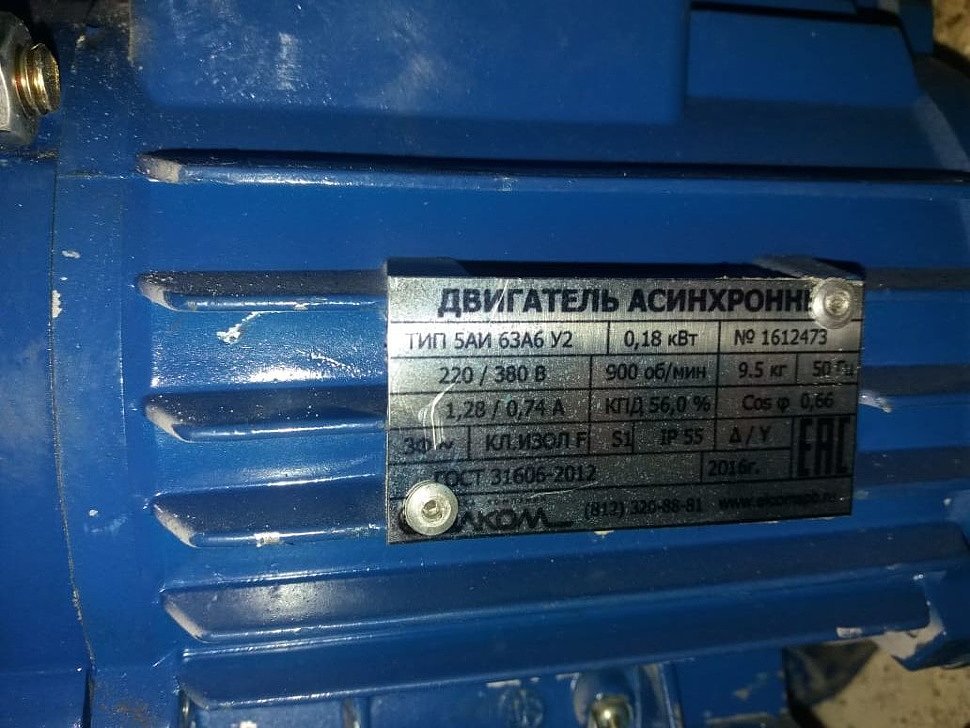 ДВИГАТЕЛЬ АСИНХРОНН
ТИП 5АИ 63А6 У2 0,18 кВт № 1612473
220 / 380 В 900 об/мин 9.5 кг 50 Гц
1,28 / 0,74 А КПД 56,0 % Cos φ 0,66
3ф ~ КЛ.ИЗОЛ F S1 IP 55 Δ / Y EAC
ГОСТ 31606-2012 2016г.
(812) 320-88-81